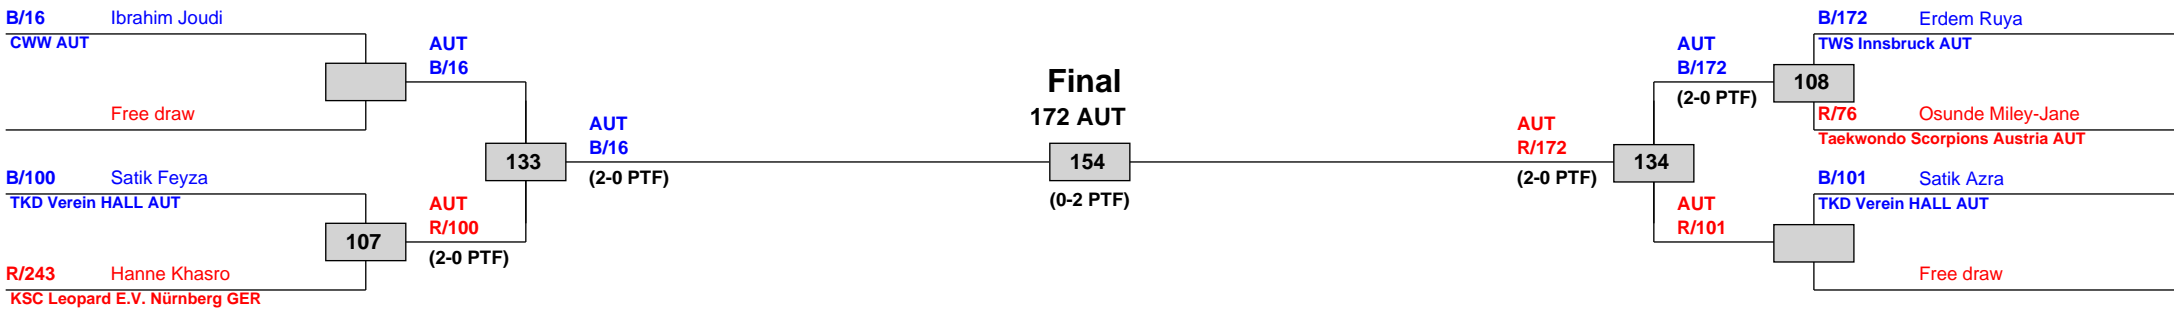 B/16 Ibrahim Joudi
CWW AUT
Free draw
AUT
B/16
B/100 Satik Feyza
TKD Verein HALL AUT
107
R/243 Hanne Khasro
KSC Leopard E.V. Nürnberg GER
AUT
R/100
(2-0 PTF)
133
AUT
B/16
(2-0 PTF)
Final
172 AUT
154
(0-2 PTF)
AUT
R/172
(2-0 PTF)
134
AUT
B/172
(2-0 PTF)
108
B/172 Erdem Ruya
TWS Innsbruck AUT
R/76 Osunde Miley-Jane
Taekwondo Scorpions Austria AUT
AUT
R/101
B/101 Satik Azra
TKD Verein HALL AUT
Free draw